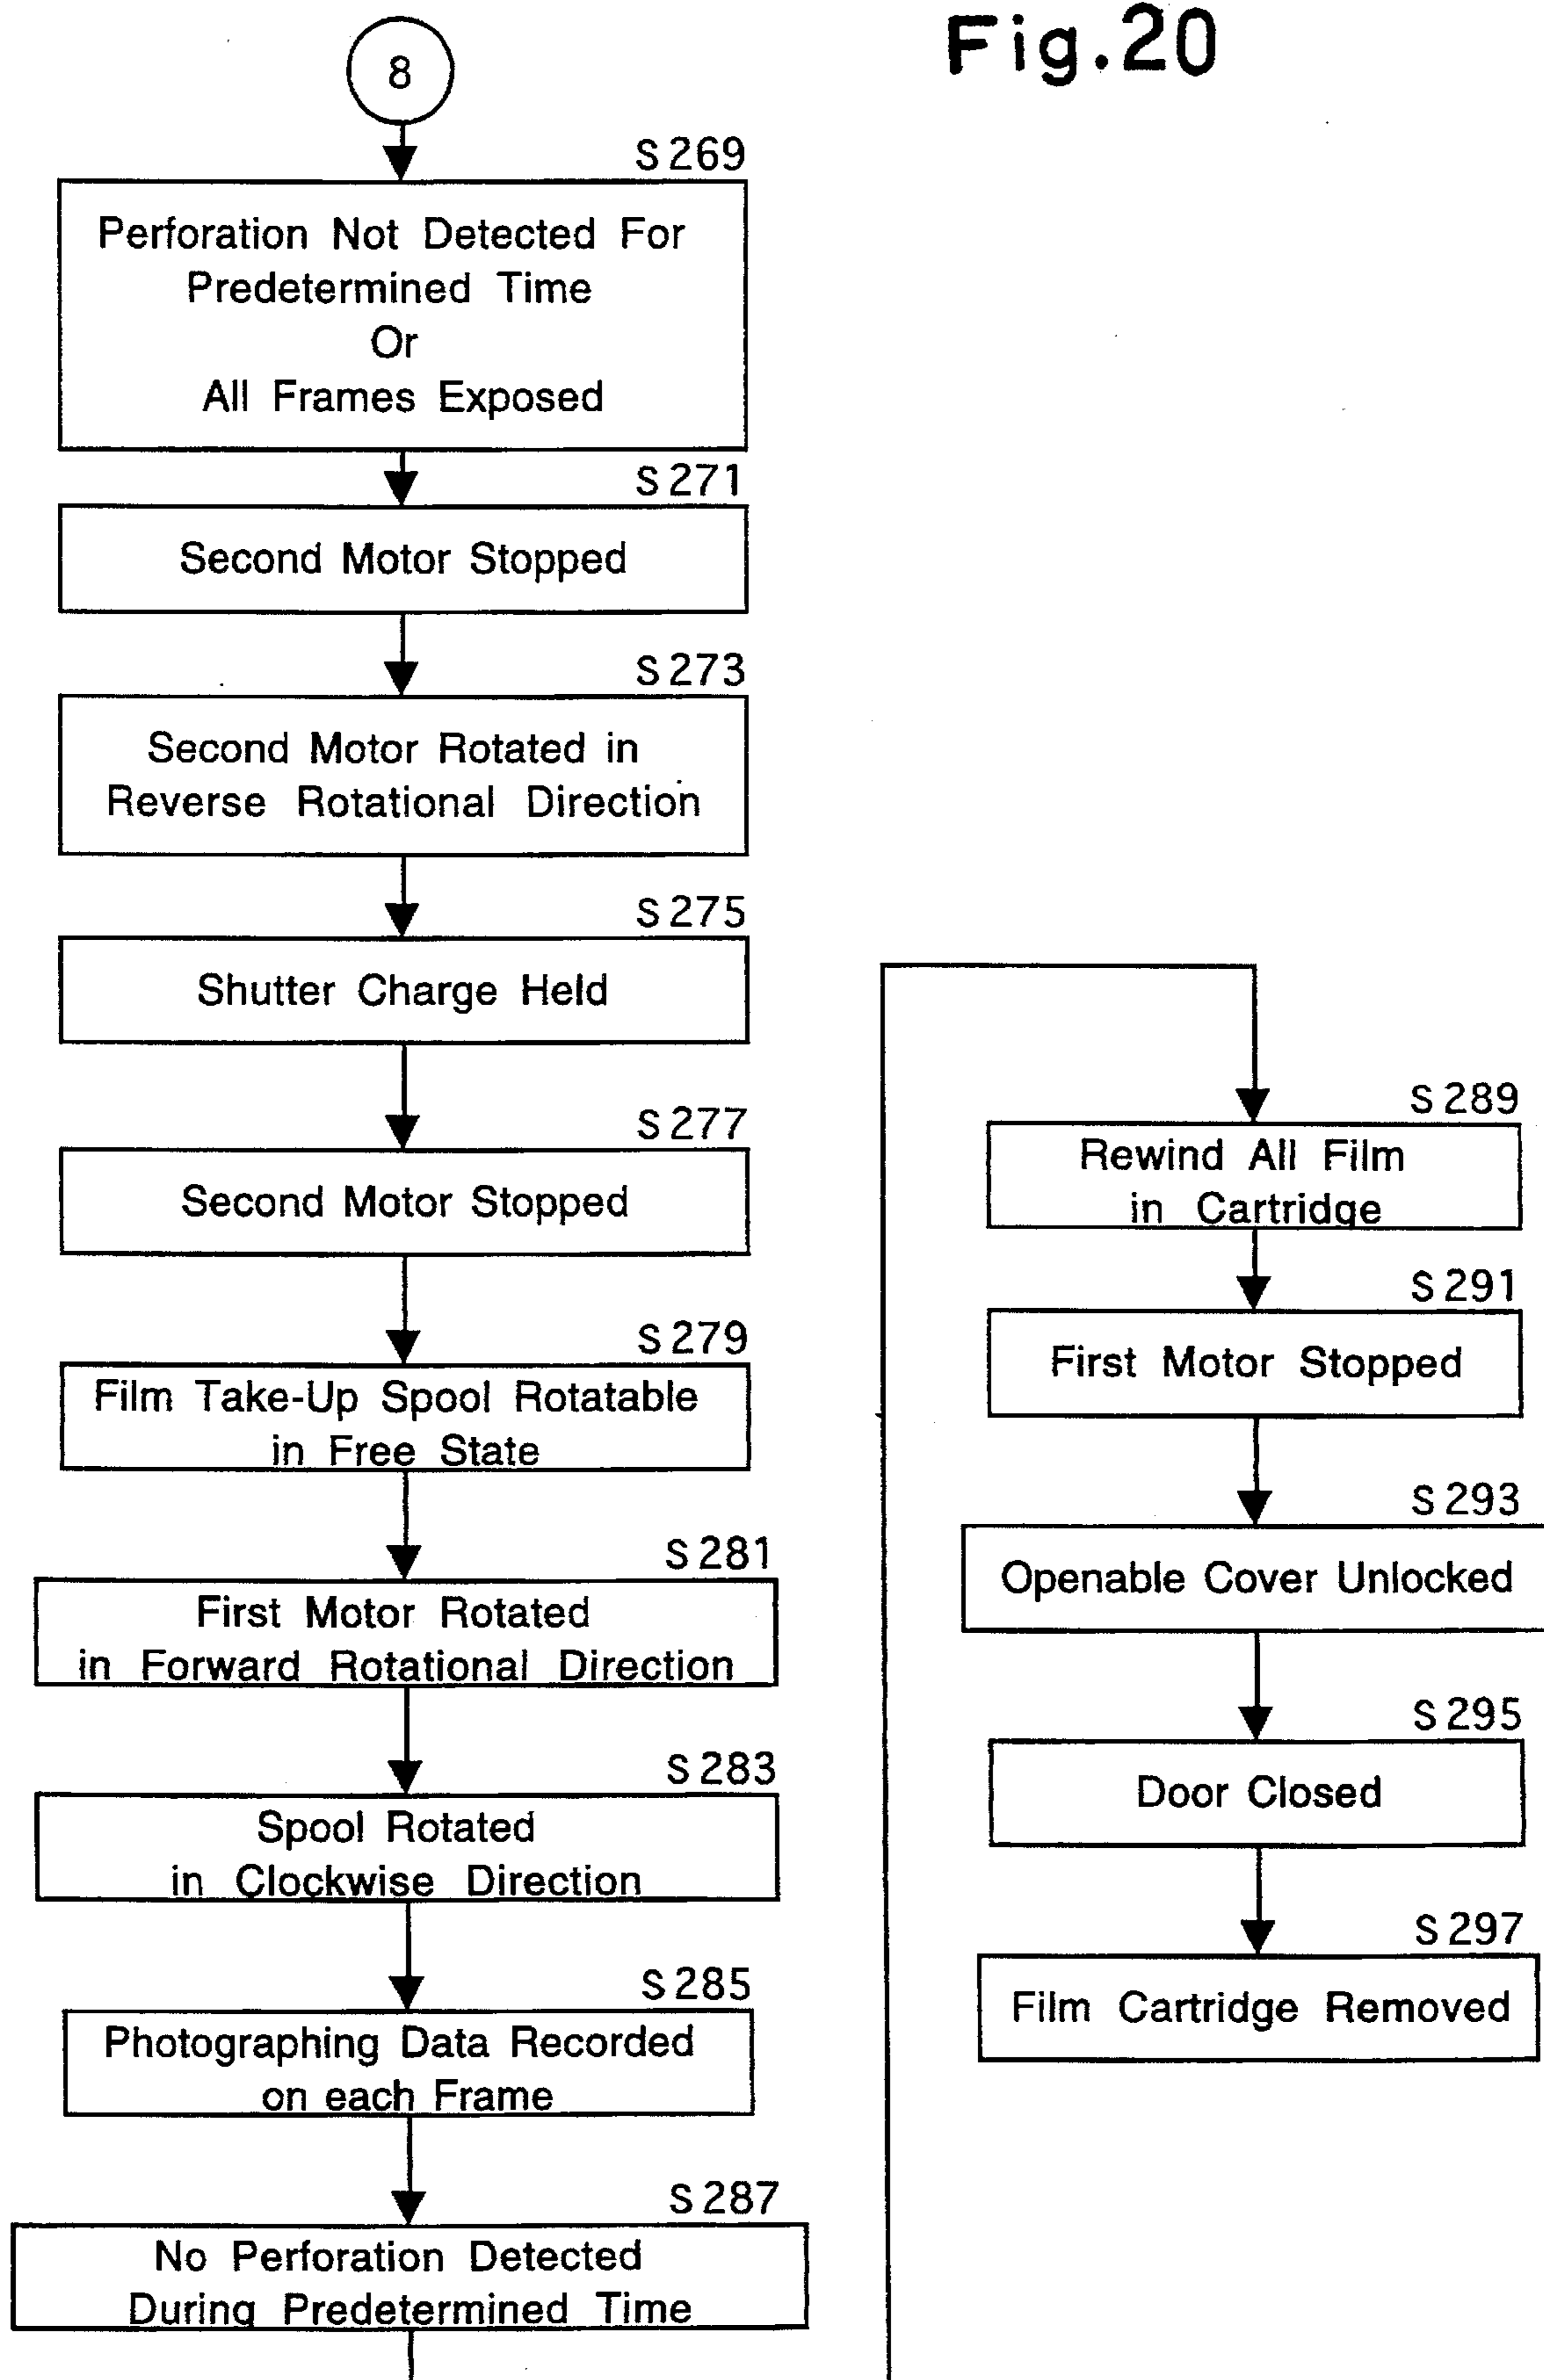 Fig.20
8
S269
Perforation Not Detected For
Predetermined Time
Or
All Frames Exposed
S271
Second Motor Stopped
S273
Second Motor Rotated in
Reverse Rotational Direction
S275
Shutter Charge Held
S277
Second Motor Stopped
S279
Film Take-Up Spool Rotatable
in Free State
S281
First Motor Rotated
in Forward Rotational Direction
S283
Spool Rotated
in Clockwise Direction
S285
Photographing Data Recorded
on each Frame
S287
No Perforation Detected
During Predetermined Time
S289
Rewind All Film
in Cartridge
S291
First Motor Stopped
S293
Openable Cover Unlocked
S295
Door Closed
S297
Film Cartridge Removed